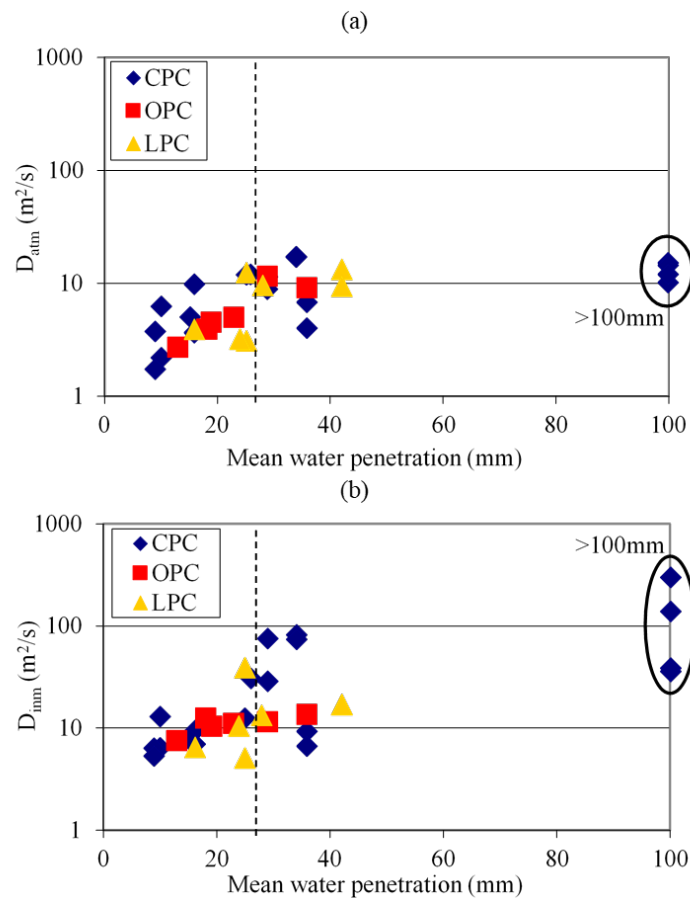 (a)
1000
100
10
1
D_atm (m²/s)
CPC
OPC
LPC
>100mm
0 20 40 60 80 100
Mean water penetration (mm)
(b)
1000
100
10
1
D_inm (m²/s)
CPC
OPC
LPC
>100mm
0 20 40 60 80 100
Mean water penetration (mm)